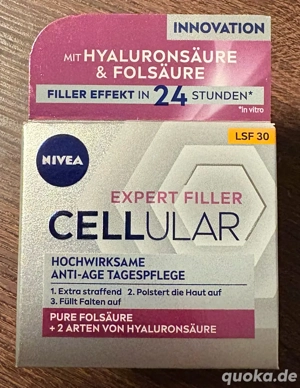 INNOVATION
MIT HYALURONSÄURE
& FOLSÄURE
FILLER EFFEKT IN 24 STUNDEN*
*in vitro
LSF 30
NIVEA
EXPERT FILLER
CELLULAR
HOCHWIRKSAME
ANTI-AGE TAGESPFLEGE
1. Extra straffend 2. Polstert die Haut auf
3. Füllt Falten auf
PURE FOLSÄURE
+ 2 ARTEN VON HYALURONSÄURE
quoka.de